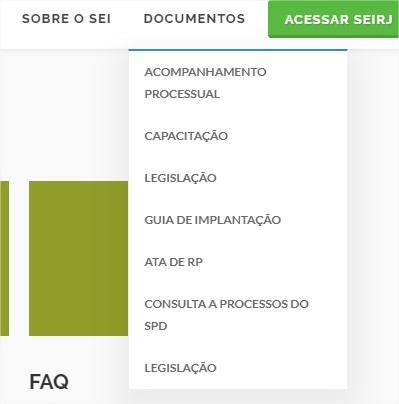 SOBRE O SEI DOCUMENTOS ACESSAR SEIRJ
ACOMPANHAMENTO
PROCESSUAL
CAPACITAÇÃO
LEGISLAÇÃO
GUIA DE IMPLANTAÇÃO
ATA DE RP
CONSULTA A PROCESSOS DO
SPD
LEGISLAÇÃO
FAQ